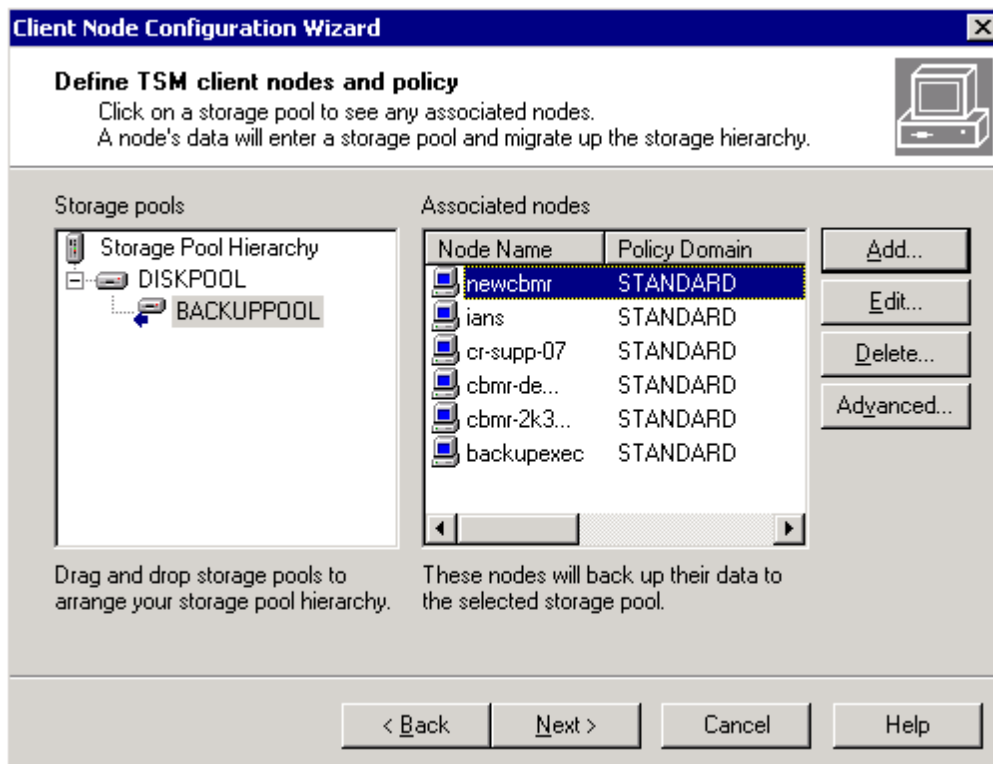 Client Node Configuration Wizard
Define TSM client nodes and policy
Click on a storage pool to see any associated nodes.
A node's data will enter a storage pool and migrate up the storage hierarchy.
Storage pools
Storage Pool Hierarchy
DISKPOOL
BACKUPPOOL
Drag and drop storage pools to
arrange your storage pool hierarchy.
Associated nodes
Node Name Policy Domain
newcbmr STANDARD
ians STANDARD
cr-supp-07 STANDARD
cbmr-de... STANDARD
cbmr-2k3... STANDARD
backupexec STANDARD
These nodes will back up their data to
the selected storage pool.
Add...
Edit...
Delete...
Advanced...
< Back Next > Cancel Help